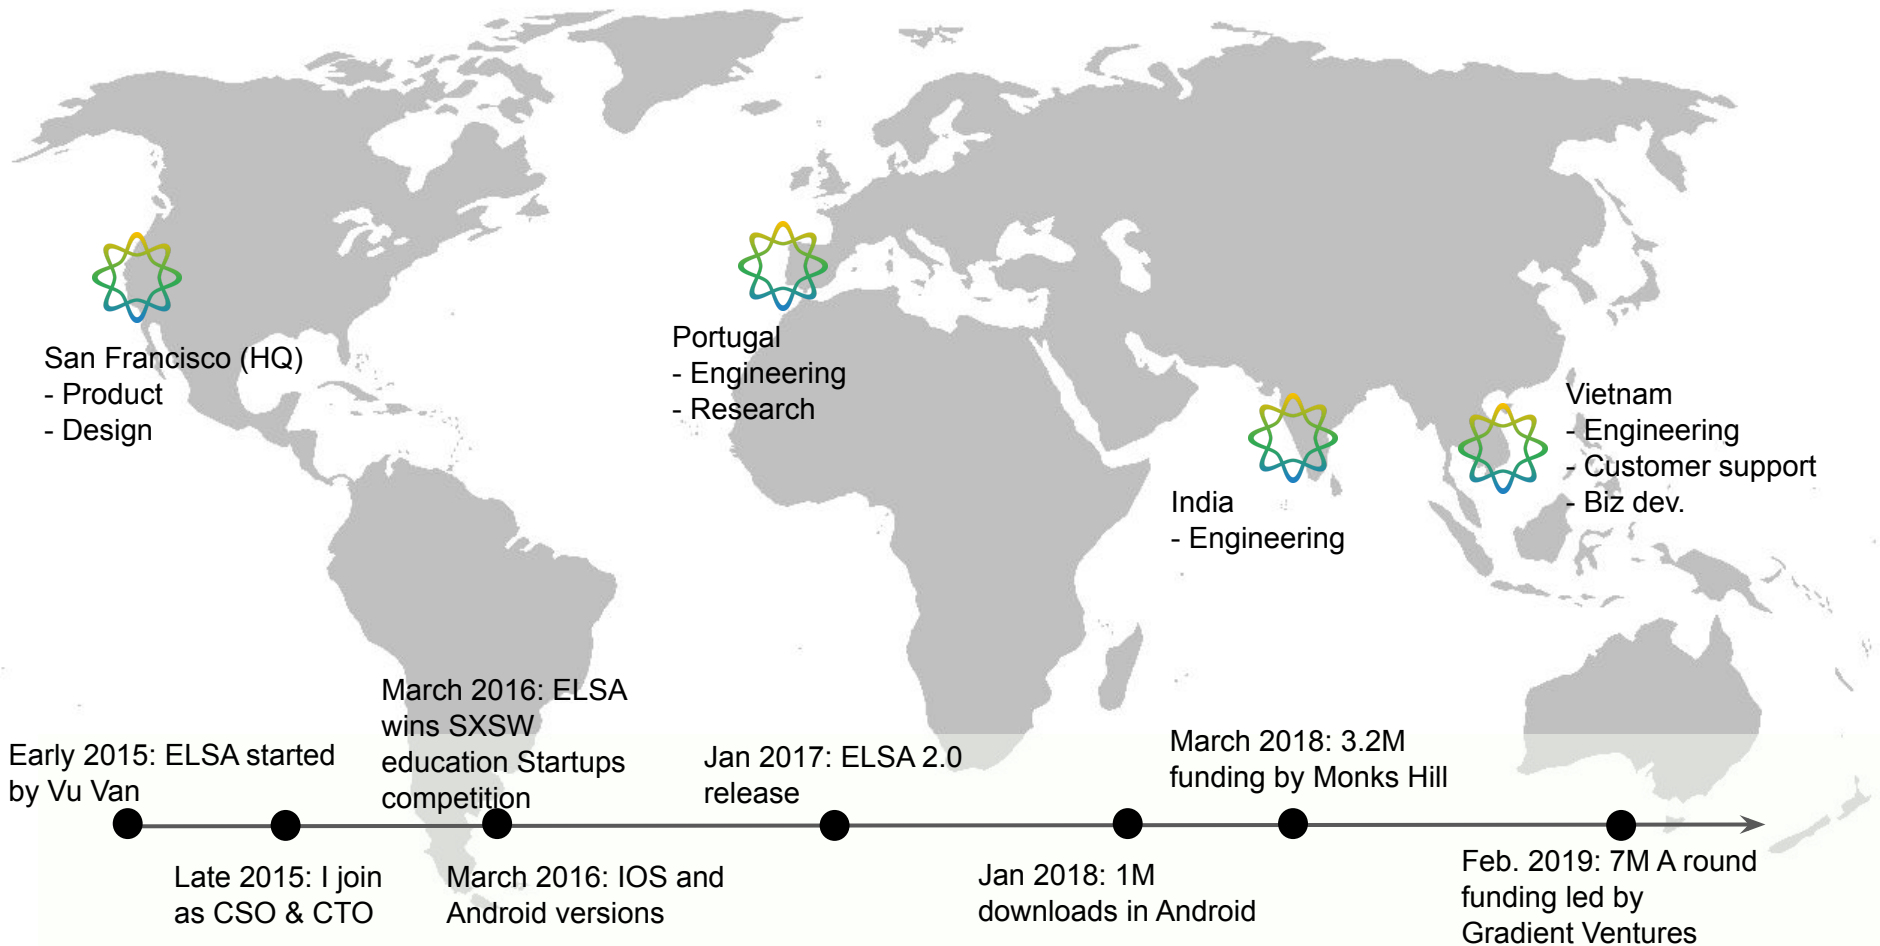 San Francisco (HQ)
- Product
- Design
Portugal
- Engineering
- Research
India
- Engineering
Vietnam
- Engineering
- Customer support
- Biz dev.
Early 2015: ELSA started
by Vu Van
Late 2015: I join
as CSO & CTO
March 2016: ELSA
wins SXSW
education Startups
competition
March 2016: IOS and
Android versions
Jan 2017: ELSA 2.0
release
Jan 2018: 1M
downloads in Android
March 2018: 3.2M
funding by Monks Hill
Feb. 2019: 7M A round
funding led by
Gradient Ventures